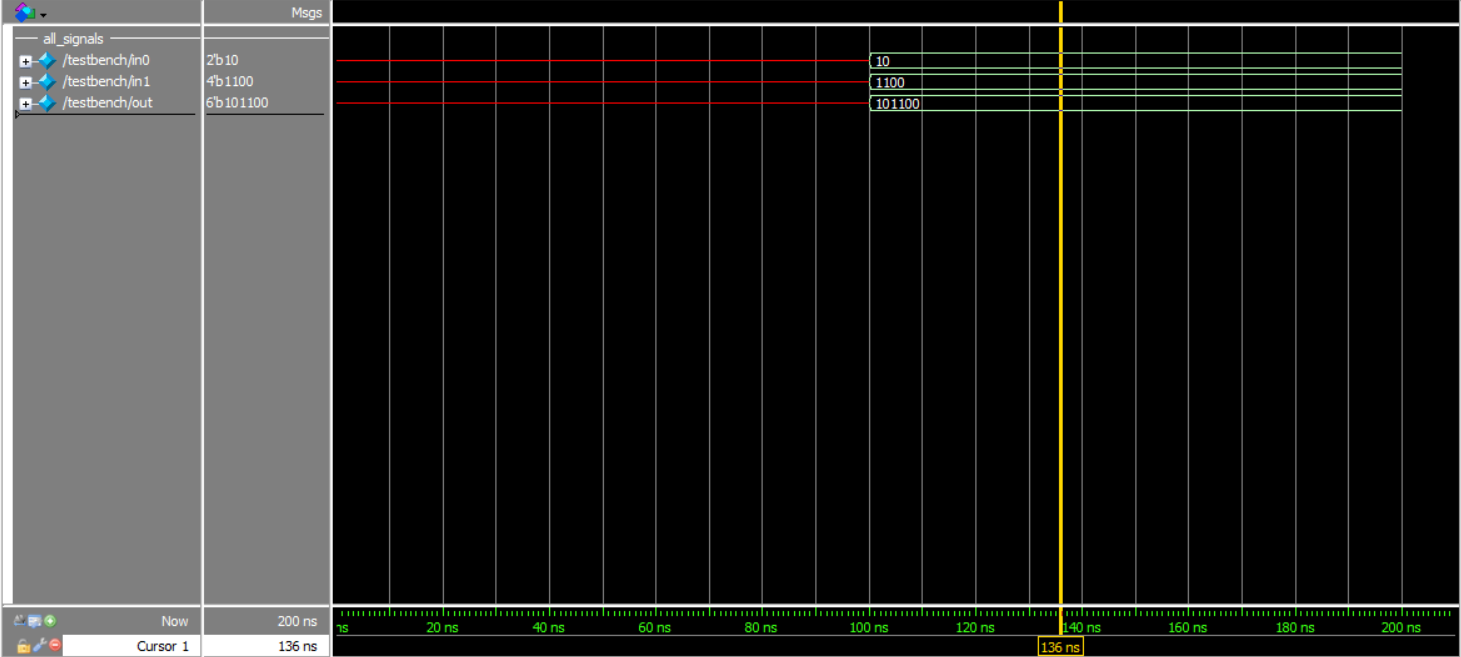 Msgs
all_signals
/testbench/in0 2'b10 10
/testbench/in1 4'b1100 1100
/testbench/out 6'b101100 101100
Now 200 ns ns 20 ns 40 ns 60 ns 80 ns 100 ns 120 ns 140 ns 160 ns 180 ns 200 ns
Cursor 1 136 ns 136 ns